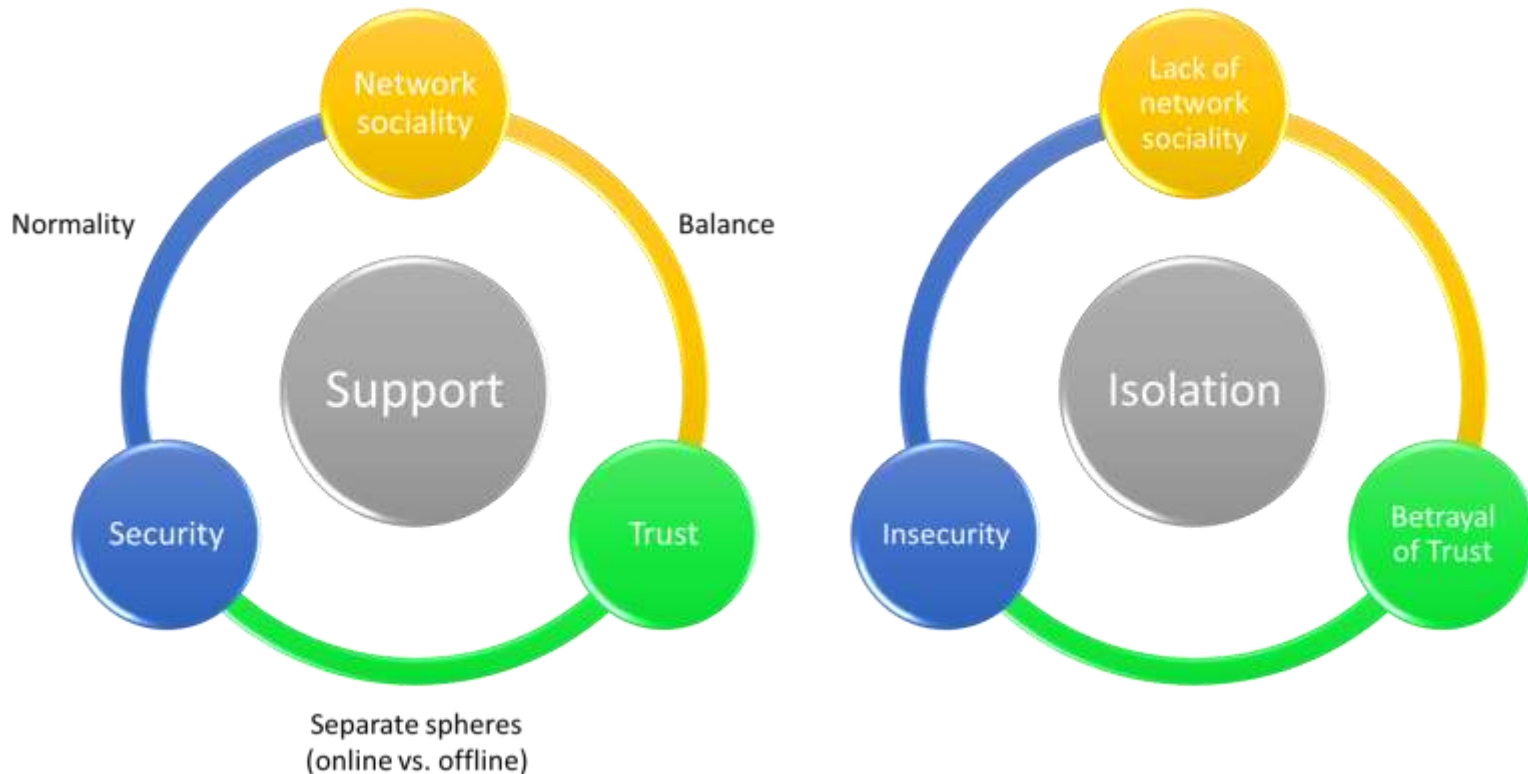 Network
sociality
Normality
Balance
Support
Security
Trust
Separate spheres
(online vs. offline)
Lack of
network
sociality
Isolation
Insecurity
Betrayal
of Trust